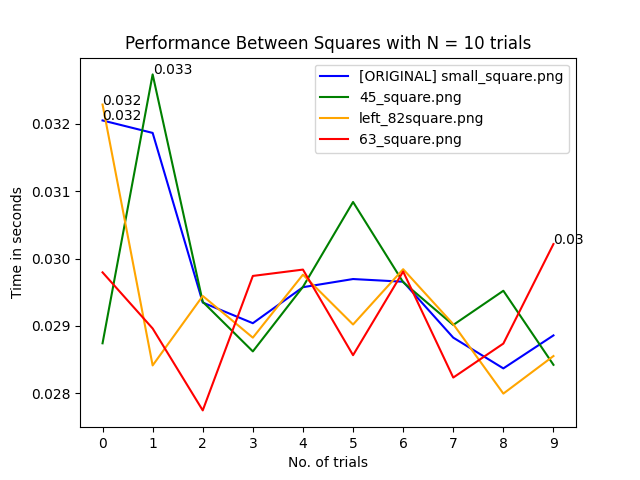 Performance Between Squares with N = 10 trials
[ORIGINAL] small_square.png
45_square.png
left_82square.png
63_square.png
0.033
0.032
0.032
0.03
Time in seconds
0.032
0.031
0.030
0.029
0.028
0 1 2 3 4 5 6 7 8 9
No. of trials